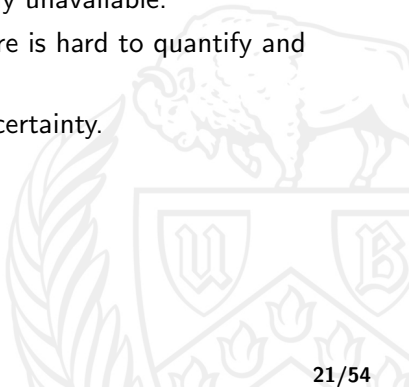 y unavailable.
re is hard to quantify and
certainty.
U B
21/54